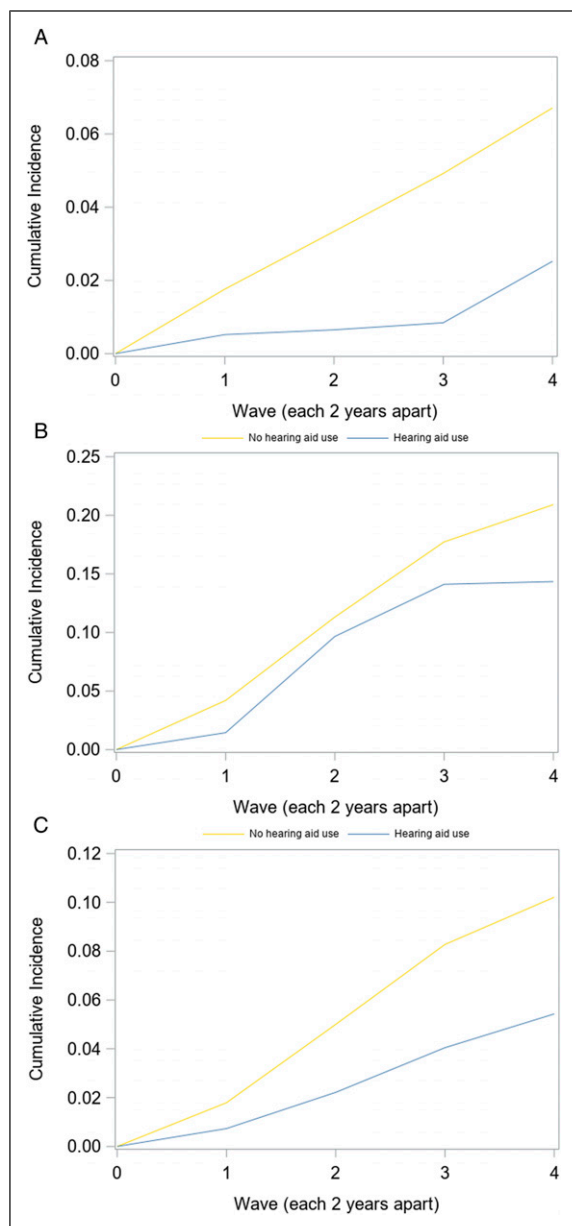 A
0.08
0.06
0.04
0.02
0.00
Cumulative Incidence
0 1 2 3 4
Wave (each 2 years apart)
No hearing aid use Hearing aid use
B
0.25
0.20
0.15
0.10
0.05
0.00
Cumulative Incidence
0 1 2 3 4
Wave (each 2 years apart)
No hearing aid use Hearing aid use
C
0.12
0.10
0.08
0.06
0.04
0.02
0.00
Cumulative Incidence
0 1 2 3 4
Wave (each 2 years apart)